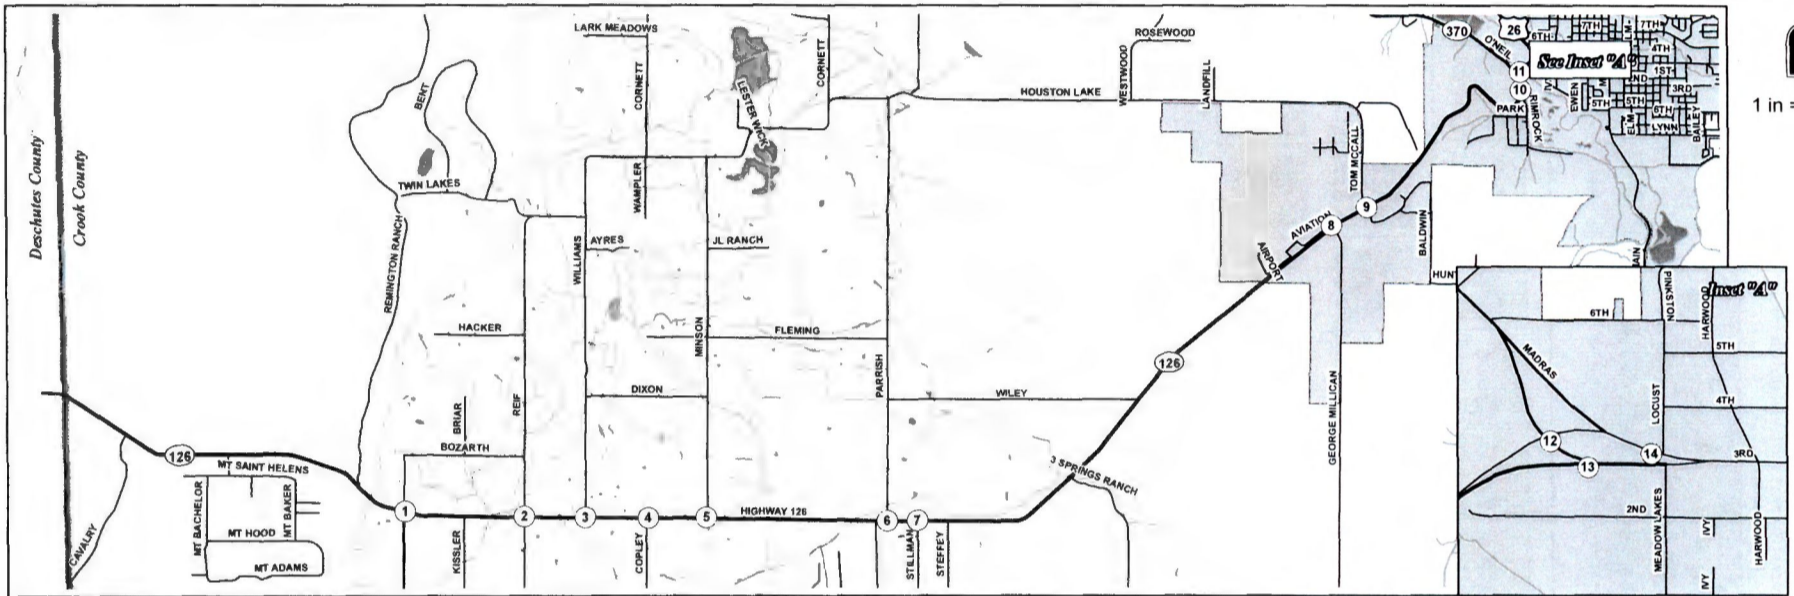 Deschutes County
Crook County
126
CAVALRY
MT SAINT HELENS
MT BACHELOR
MT BAKER
MT HOOD
MT ADAMS
REMINGTON RANCH
BENT
TWIN LAKES
HACKER
BRIAR
BOZARTH
REIF
KISSLER
1
2
3
4
5
6
7
HIGHWAY 126
LARK MEADOWS
CORNETT
WAMPLER
WILLIAMS
AYRES
DIXON
COPLEY
LESTER WICK
CORNETT
JL RANCH
MINSON
FLEMING
PARRISH
STILLMAN
STEFFEY
WILEY
3 SPRINGS RANCH
126
HOUSTON LAKE
WESTWOOD
ROSEWOOD
LANDFILL
TOM MCCALL
AIRPORT
AVIATION
8
9
BALDWIN
GEORGE MILLICAN
HUNT
370
O'NEIL
26
11
10
PARK
RIMROCK
See Inset "A"
6TH
7TH
ELM
7TH
4TH
1ST
2ND
3RD
IVY
EWEN
5TH
5TH
6TH
ELM
LYNN
BAILEY
MAIN
1 in =
Inset "A"
PINKSTON
HARWOOD
6TH
5TH
MADRAS
LOCUST
4TH
12
13
14
3RD
2ND
MEADOW LAKES
IVY
HARWOOD
IVY